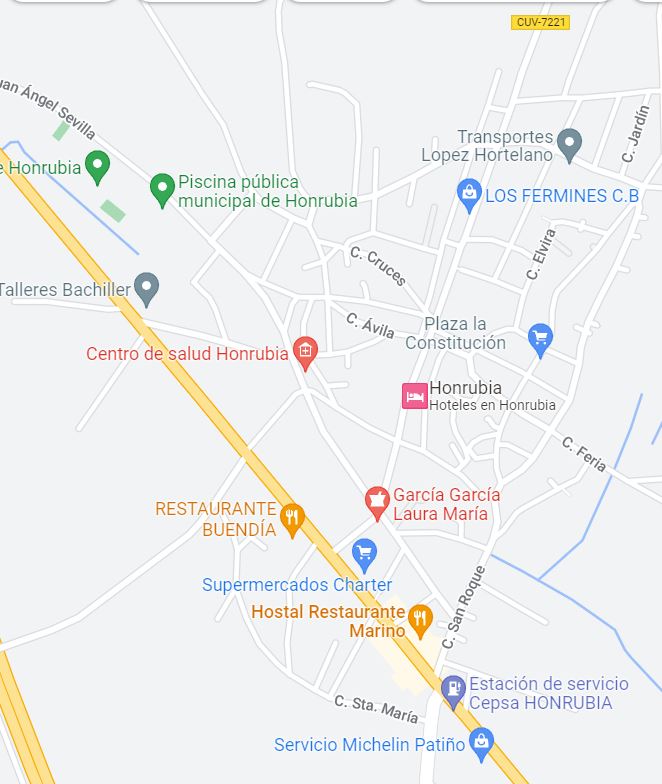 CUV-7221
Juan Ángel Sevilla
C. Jardín
Transportes
Lopez Hortelano
e Honrubia
Piscina pública
municipal de Honrubia
LOS FERMINES C.B
C. Elvira
C. Cruces
Talleres Bachiller
C. Ávila
Plaza la
Constitución
Centro de salud Honrubia
Honrubia
Hoteles en Honrubia
C. Feria
García García
Laura María
RESTAURANTE
BUENDÍA
Supermercados Charter
C. San Roque
Hostal Restaurante
Marino
Estación de servicio
Cepsa HONRUBIA
C. Sta. María
Servicio Michelin Patiño